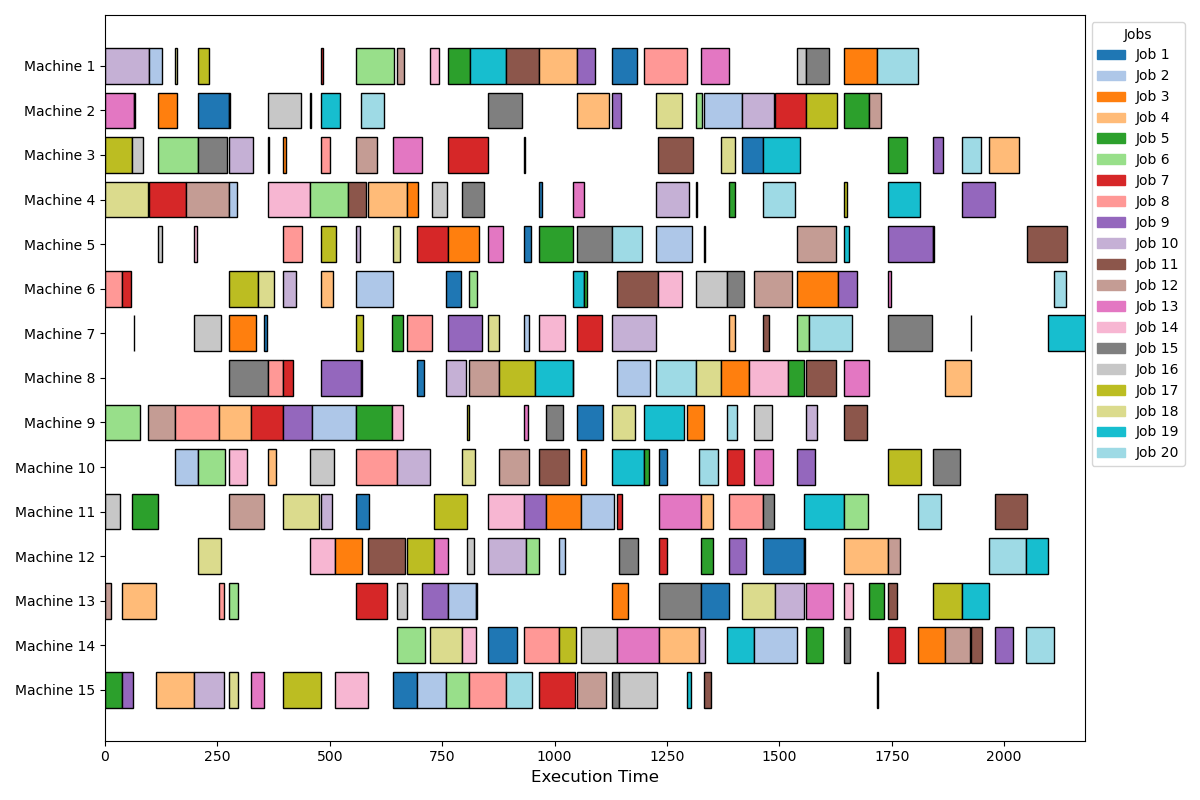 Machine 1
Machine 2
Machine 3
Machine 4
Machine 5
Machine 6
Machine 7
Machine 8
Machine 9
Machine 10
Machine 11
Machine 12
Machine 13
Machine 14
Machine 15
0 250 500 750 1000 1250 1500 1750 2000
Execution Time
Jobs
Job 1
Job 2
Job 3
Job 4
Job 5
Job 6
Job 7
Job 8
Job 9
Job 10
Job 11
Job 12
Job 13
Job 14
Job 15
Job 16
Job 17
Job 18
Job 19
Job 20